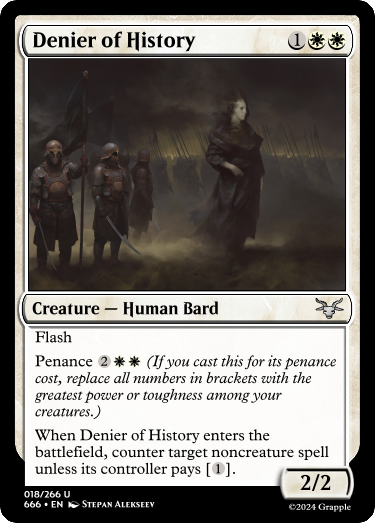 Denier of History 1
Creature — Human Bard
Flash
Penance 2 (If you cast this for its penance
cost, replace all numbers in brackets with the
greatest power or toughness among your
creatures.)
When Denier of History enters the
battlefield, counter target noncreature spell
unless its controller pays [1].
2/2
018/266 U
666 • EN Stepan Alekseev
©2024 Grapple